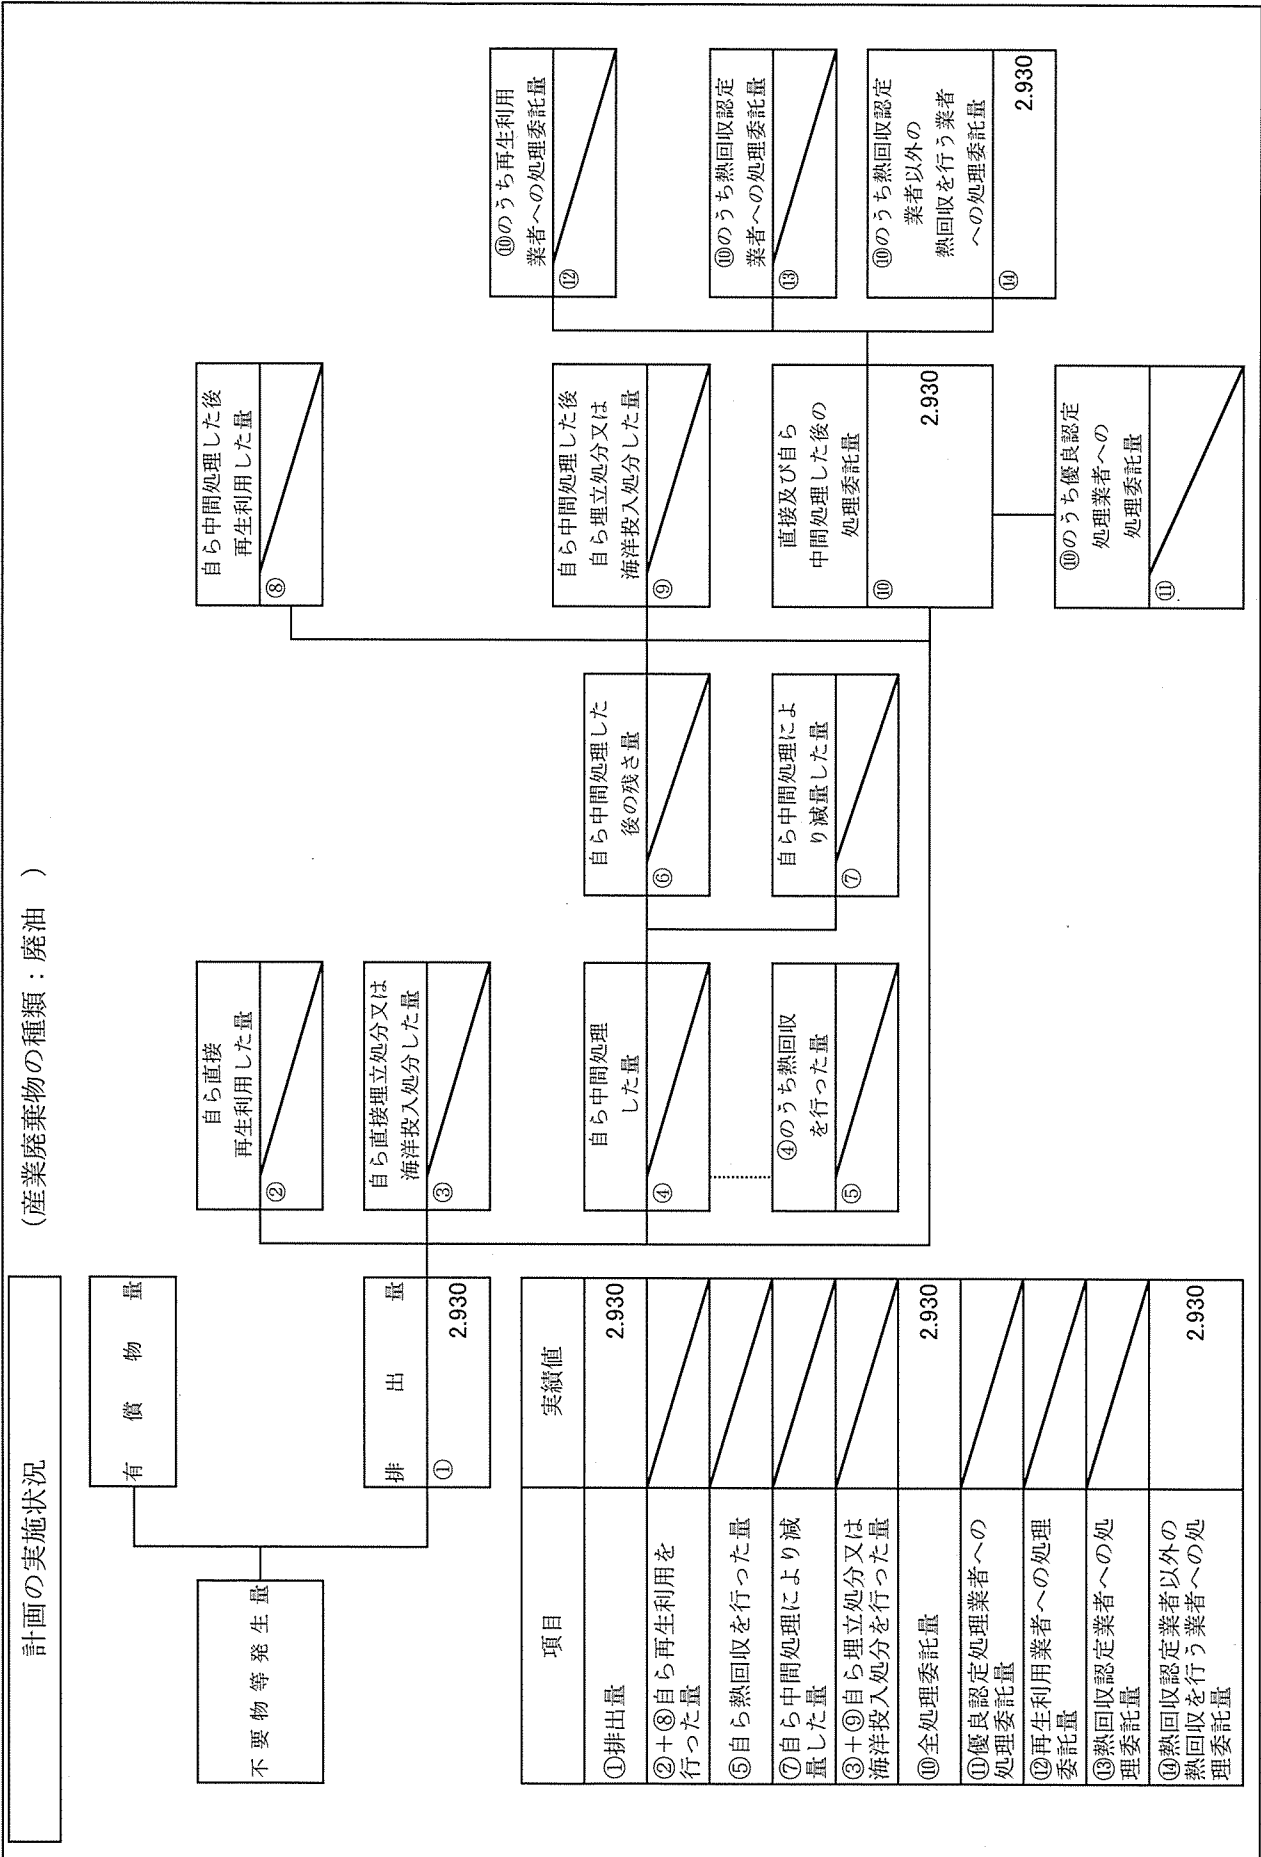 計画の実施状況
(産業廃棄物の種類：廃油　)
不要物等発生量
有償物量
排出量
①
2.930
自ら直接
再生利用した量
②
自ら直接埋立処分又は
海洋投入処分した量
③
自ら中間処理
した量
④
④のうち熱回収
を行った量
⑤
自ら中間処理した
後の残さ量
⑥
自ら中間処理によ
り減量した量
⑦
自ら中間処理した後
再生利用した量
⑧
自ら中間処理した後
自ら埋立処分又は
海洋投入処分した量
⑨
直接及び自ら
中間処理した後の
処理委託量
⑩
2.930
⑩のうち優良認定
処理業者への
処理委託量
⑪
⑩のうち再生利用
業者への処理委託量
⑫
⑩のうち熱回収認定
業者への処理委託量
⑬
⑩のうち熱回収認定
業者以外の
熱回収を行う業者
への処理委託量
⑭
2.930
項目
実績値
①排出量
2.930
②＋⑧自ら再生利用を
行った量
⑤自ら熱回収を行った量
⑦自ら中間処理により減
量した量
③＋⑨自ら埋立処分又は
海洋投入処分を行った量
⑩全処理委託量
2.930
⑪優良認定処理業者への
処理委託量
⑫再生利用業者への処理
委託量
⑬熱回収認定業者への処
理委託量
⑭熱回収認定業者以外の
熱回収を行う業者への処
理委託量
2.930